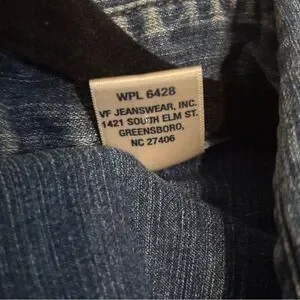 WPL 6428
VF JEANSWEAR, INC.
1421 SOUTH ELM ST.
GREENSBORO,
NC 27406